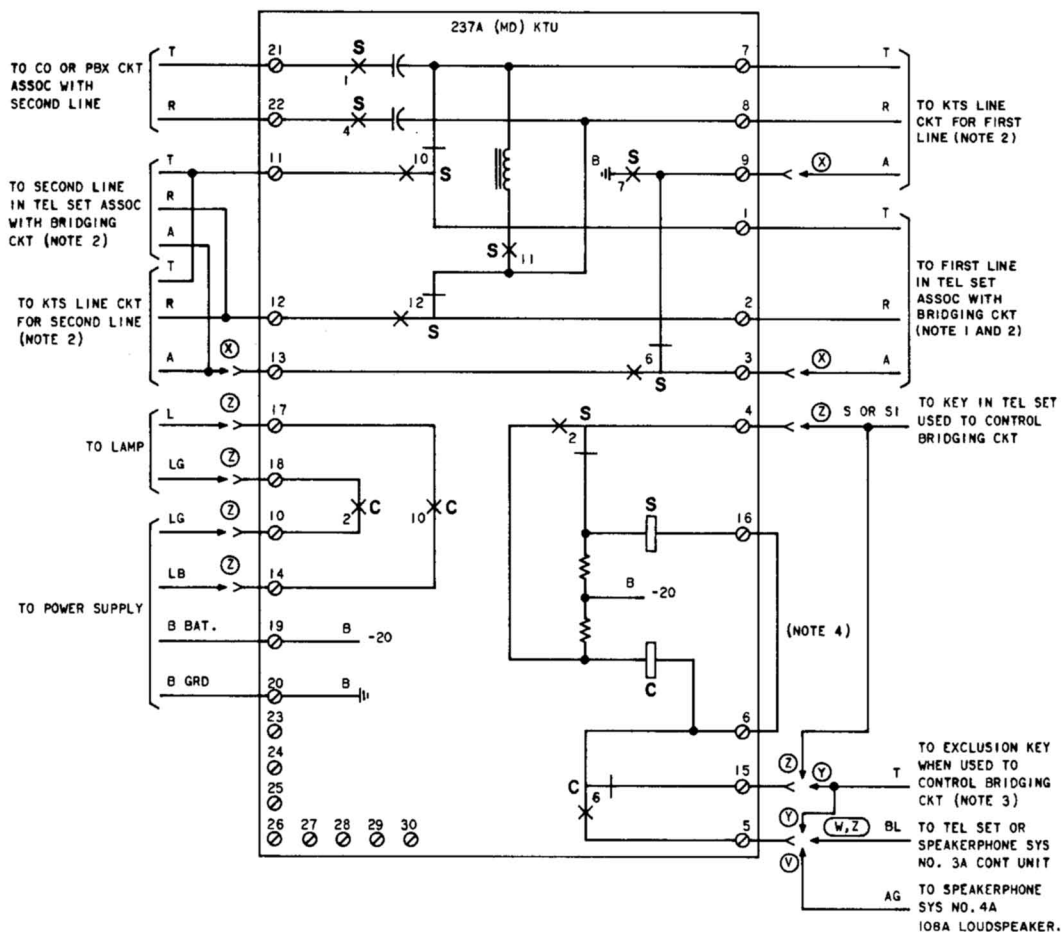 237A (MD) KTU
TO CO OR PBX CKT
ASSOC WITH
SECOND LINE
T
R
21
22
S
1
S
4
7
8
T
R
A
TO KTS LINE
CKT FOR FIRST
LINE (NOTE 2)
TO SECOND LINE
IN TEL SET ASSOC
WITH BRIDGING
CKT (NOTE 2)
T
R
A
11
10
S
S
11
B
S
7
9
X
1
TO KTS LINE CKT
FOR SECOND LINE
(NOTE 2)
T
R
A
X
12
13
12
S
6
S
2
3
X
T
R
A
TO FIRST LINE
IN TEL SET
ASSOC WITH
BRIDGING CKT
(NOTE 1 AND 2)
TO LAMP
L
Z
17
LG
Z
18
2
C
10
C
S
2
4
Z
S OR S1
TO KEY IN TEL SET
USED TO CONTROL
BRIDGING CKT
TO POWER SUPPLY
LG
Z
10
LB
Z
14
B BAT.
19
B
-20
B GRD
20
B
S
16
B
-20
C
(NOTE 4)
6
23
24
25
26
27
28
29
30
C
6
15
5
Z
Y
Y
V
W,Z
T
TO EXCLUSION KEY
WHEN USED TO
CONTROL BRIDGING
CKT (NOTE 3)
BL
TO TEL SET OR
SPEAKERPHONE SYS
NO. 3A CONT UNIT
AG
TO SPEAKERPHONE
SYS NO. 4A
108A LOUDSPEAKER.